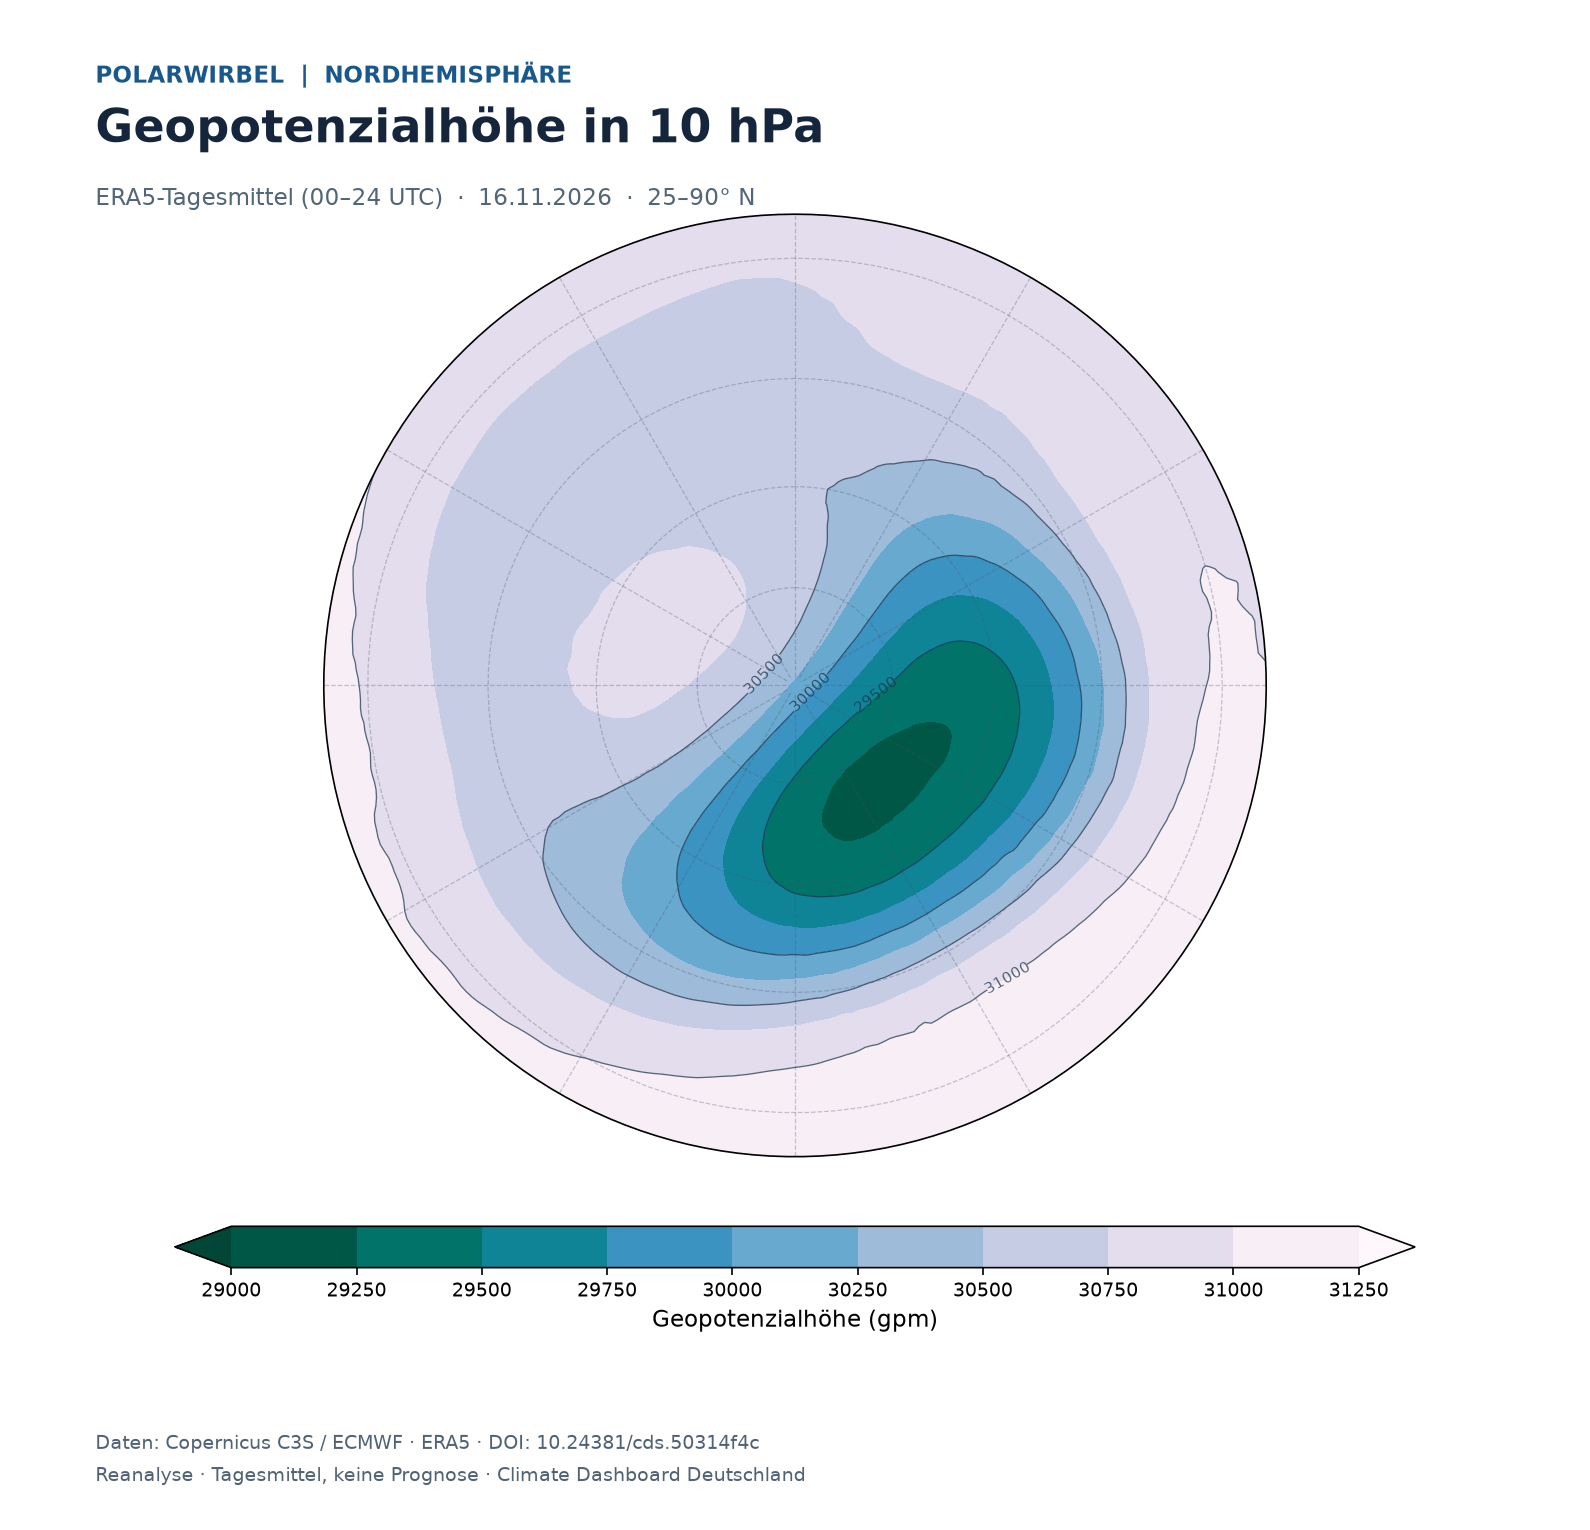 POLARWIRBEL | NORDHEMISPHÄRE
Geopotenzialhöhe in 10 hPa
ERA5-Tagesmittel (00–24 UTC) · 16.11.2026 · 25–90° N
30500
30000
29500
31000
29000 29250 29500 29750 30000 30250 30500 30750 31000 31250
Geopotenzialhöhe (gpm)
Daten: Copernicus C3S / ECMWF · ERA5 · DOI: 10.24381/cds.50314f4c
Reanalyse · Tagesmittel, keine Prognose · Climate Dashboard Deutschland